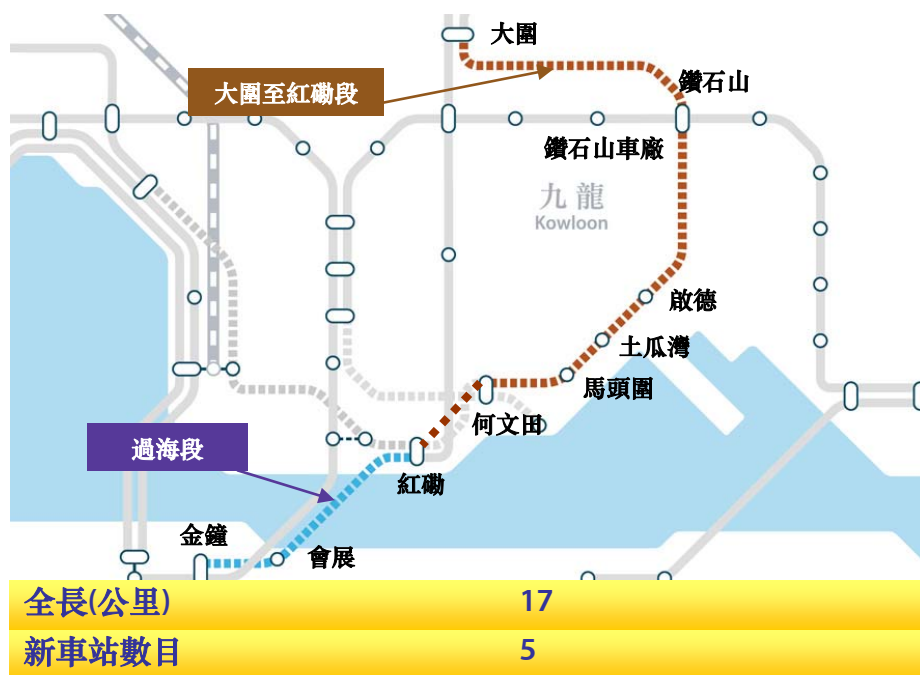 大圍
大圍至紅磡段
鑽石山
鑽石山車廠
九龍
Kowloon
啟德
土瓜灣
馬頭圍
何文田
過海段
紅磡
金鐘
會展
全長(公里) 17
新車站數目 5